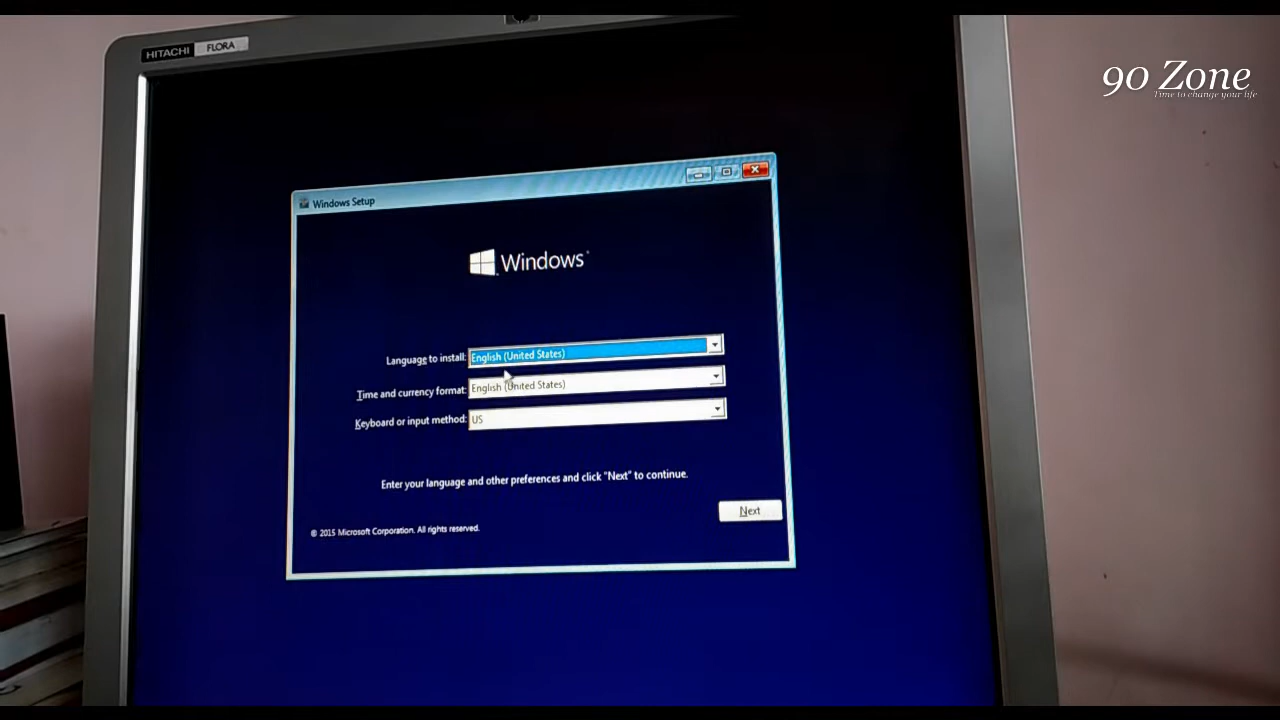 HITACHI FLORA
90 Zone
Time to change your life
Windows Setup
Windows
Language to install: English (United States)
Time and currency format: English (United States)
Keyboard or input method: US
Enter your language and other preferences and click "Next" to continue.
Next
© 2015 Microsoft Corporation. All rights reserved.